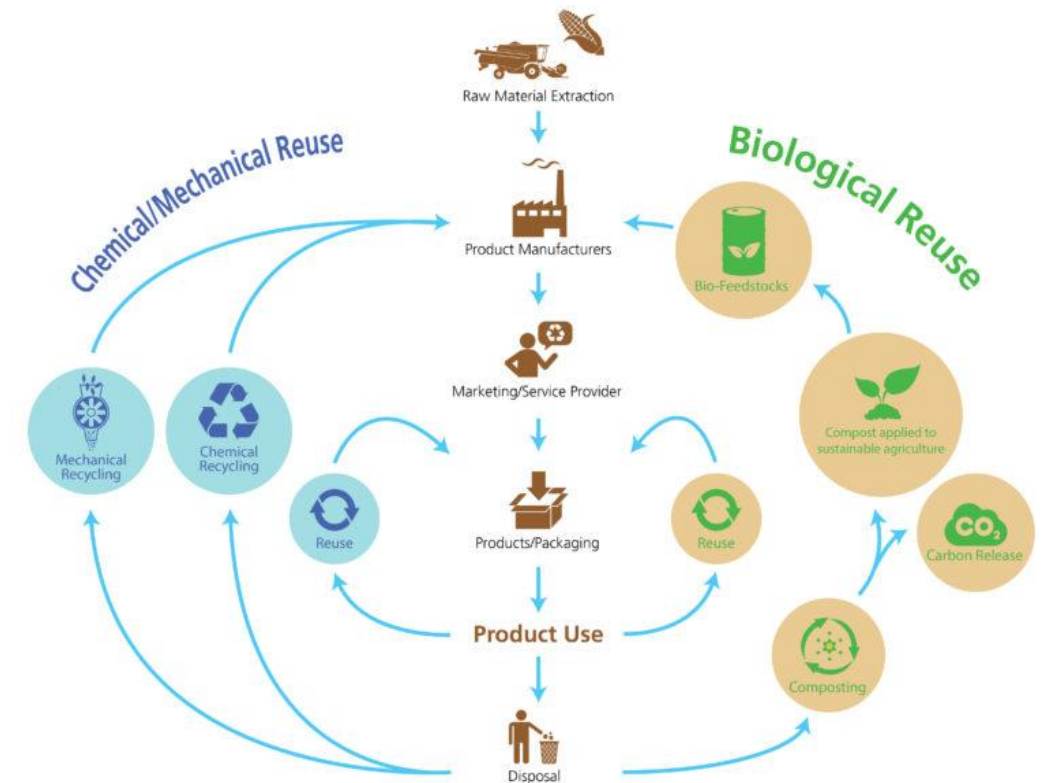 Raw Material Extraction
Chemical/Mechanical Reuse
Biological Reuse
Product Manufacturers
Bio-Feedstocks
Marketing/Service Provider
Mechanical
Recycling
Chemical
Recycling
Compost applied to
sustainable agriculture
Reuse
Products/Packaging
Reuse
CO2
Carbon Release
Product Use
Composting
Disposal